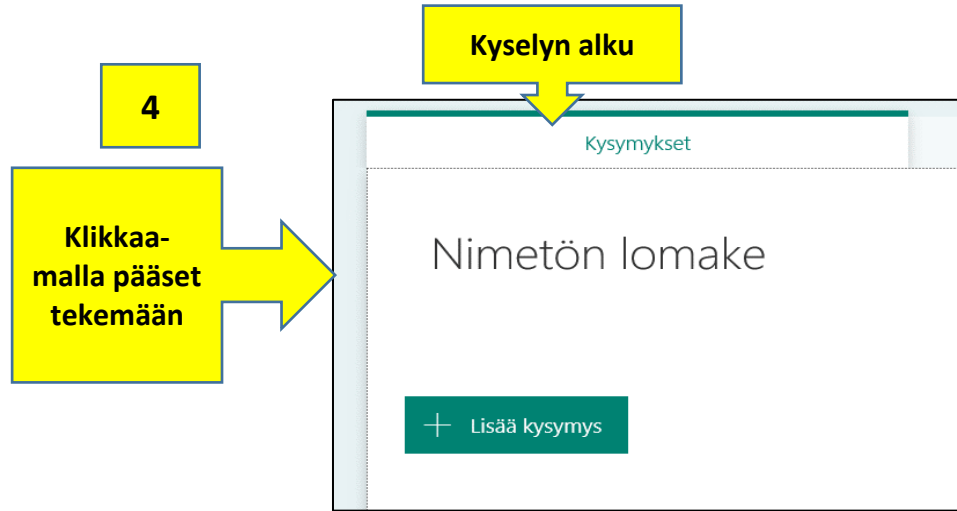 Kyselyn alku
4
Kysymykset
Klikkaa-
malla pääset
tekemään
Nimetön lomake
Lisää kysymys